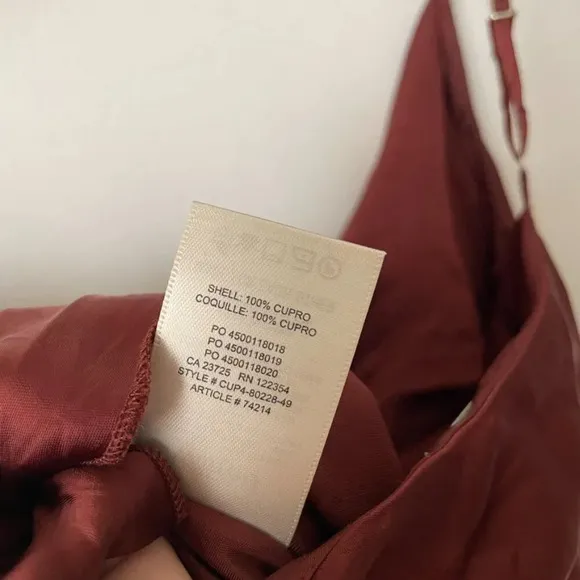 SHELL: 100% CUPRO
COQUILLE: 100% CUPRO
PO 4500118018
PO 4500118019
PO 4500118020
CA 23725 RN 122354
STYLE # CUP4-80228-49
ARTICLE # 74214